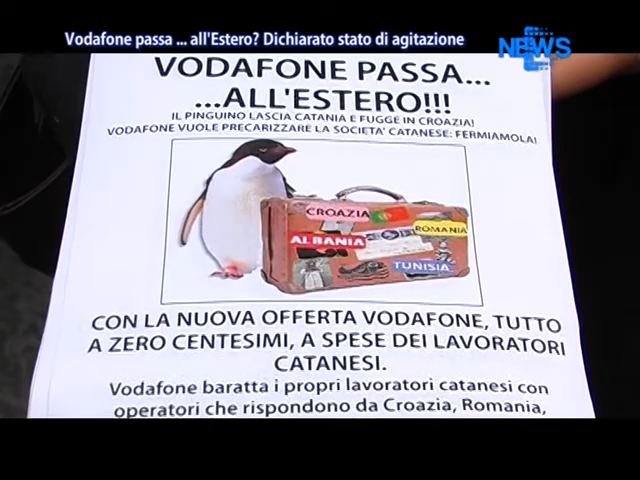 Vodafone passa ... all'Estero? Dichiarato stato di agitazione
NEWS
VODAFONE PASSA...
...ALL'ESTERO!!!
IL PINGUINO LASCIA CATANIA E FUGGE IN CROAZIA!
VODAFONE VUOLE PRECARIZZARE LA SOCIETA' CATANESE: FERMIAMOLA!
CROAZIA
ROMANIA
ALBANIA
TUNISIA
CON LA NUOVA OFFERTA VODAFONE, TUTTO
A ZERO CENTESIMI, A SPESE DEI LAVORATORI
CATANESI.
Vodafone baratta i propri lavoratori catanesi con
operatori che rispondono da Croazia, Romania,